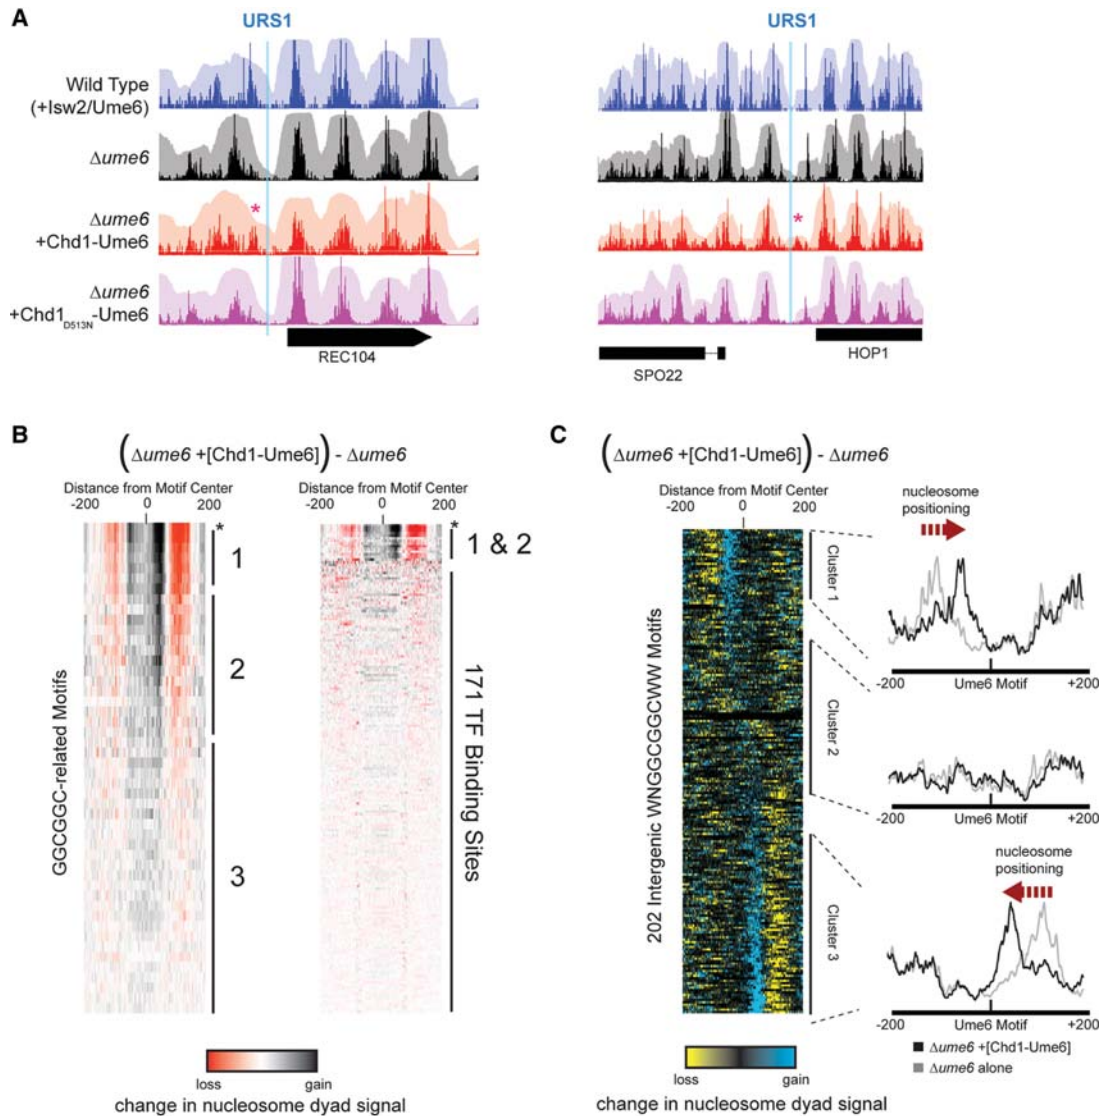 A
URS1
URS1
Wild Type
(+Isw2/Ume6)
Δume6
*
*
Δume6
+Chd1-Ume6
Δume6
+Chd1D513N-Ume6
REC104
HOP1
SPO22
B
(Δume6 +[Chd1-Ume6]) - Δume6
Distance from Motif Center
-200 0 200
Distance from Motif Center
-200 0 200
*
*
1
1 & 2
2
3
GGCGGC-related Motifs
171 TF Binding Sites
loss
gain
change in nucleosome dyad signal
C
(Δume6 +[Chd1-Ume6]) - Δume6
Distance from Motif Center
-200 0 200
202 Intergenic WNGGCGGCWW Motifs
Cluster 1
Cluster 2
Cluster 3
nucleosome
positioning
-200 Ume6 Motif +200
-200 Ume6 Motif +200
nucleosome
positioning
-200 Ume6 Motif +200
Δume6 +[Chd1-Ume6]
Δume6 alone
loss
gain
change in nucleosome dyad signal